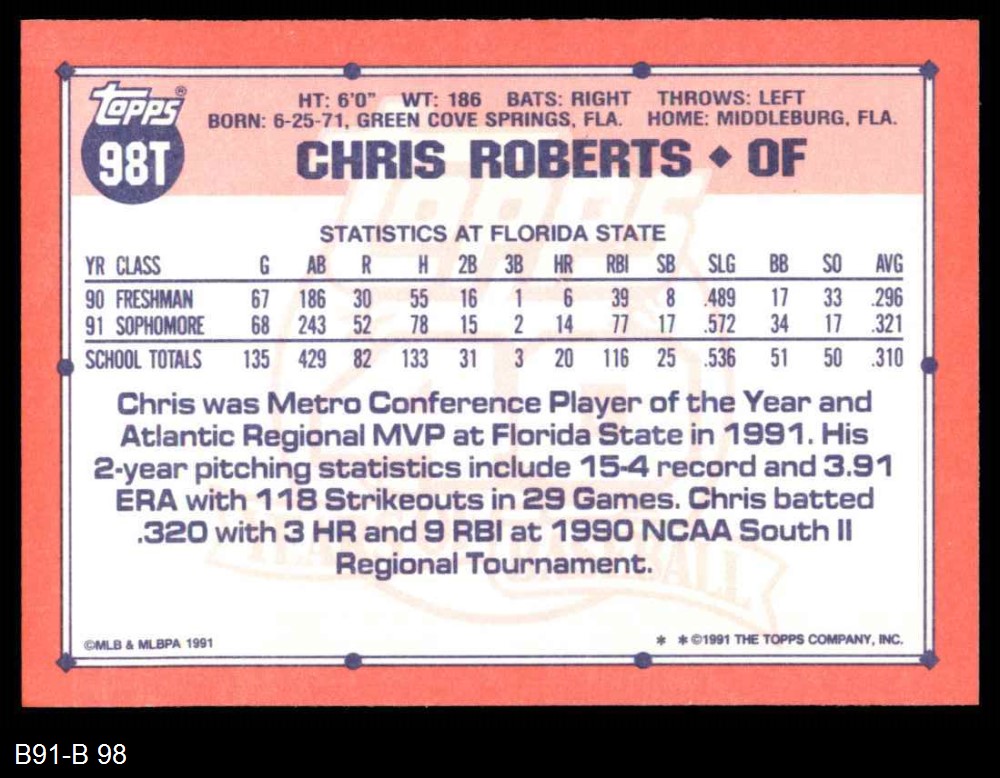 Topps®
98T
HT: 6'0" WT: 186 BATS: RIGHT THROWS: LEFT
BORN: 6-25-71, GREEN COVE SPRINGS, FLA. HOME: MIDDLEBURG, FLA.
CHRIS ROBERTS ◆ OF
STATISTICS AT FLORIDA STATE
YR CLASS G AB R H 2B 3B HR RBI SB SLG BB SO AVG
90 FRESHMAN 67 186 30 55 16 1 6 39 8 .489 17 33 .296
91 SOPHOMORE 68 243 52 78 15 2 14 77 17 .572 34 17 .321
SCHOOL TOTALS 135 429 82 133 31 3 20 116 25 .536 51 50 .310
Chris was Metro Conference Player of the Year and
Atlantic Regional MVP at Florida State in 1991. His
2-year pitching statistics include 15-4 record and 3.91
ERA with 118 Strikeouts in 29 Games. Chris batted
.320 with 3 HR and 9 RBI at 1990 NCAA South II
Regional Tournament.
©MLB & MLBPA 1991
* * ©1991 THE TOPPS COMPANY, INC.
B91-B 98